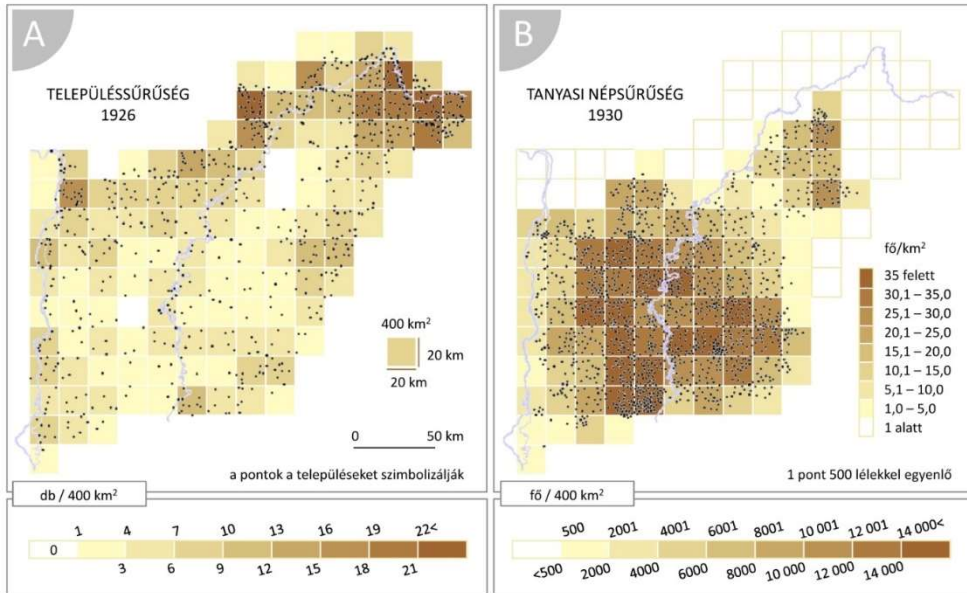 A
TELEPÜLÉSSŰRŰSÉG
1926
400 km²
20 km
20 km
0 50 km
a pontok a településeket szimbolizálják
db / 400 km²
1 4 7 10 13 16 19 22<
0
3 6 9 12 15 18 21
B
TANYASI NÉPSŰRŰSÉG
1930
fő/km²
35 felett
30,1 – 35,0
25,1 – 30,0
20,1 – 25,0
15,1 – 20,0
10,1 – 15,0
5,1 – 10,0
1,0 – 5,0
1 alatt
1 pont 500 lélekkel egyenlő
fő / 400 km²
500 2001 4001 6001 8001 10 001 12 001 14 000<
<500 2000 4000 6000 8000 10 000 12 000 14 000